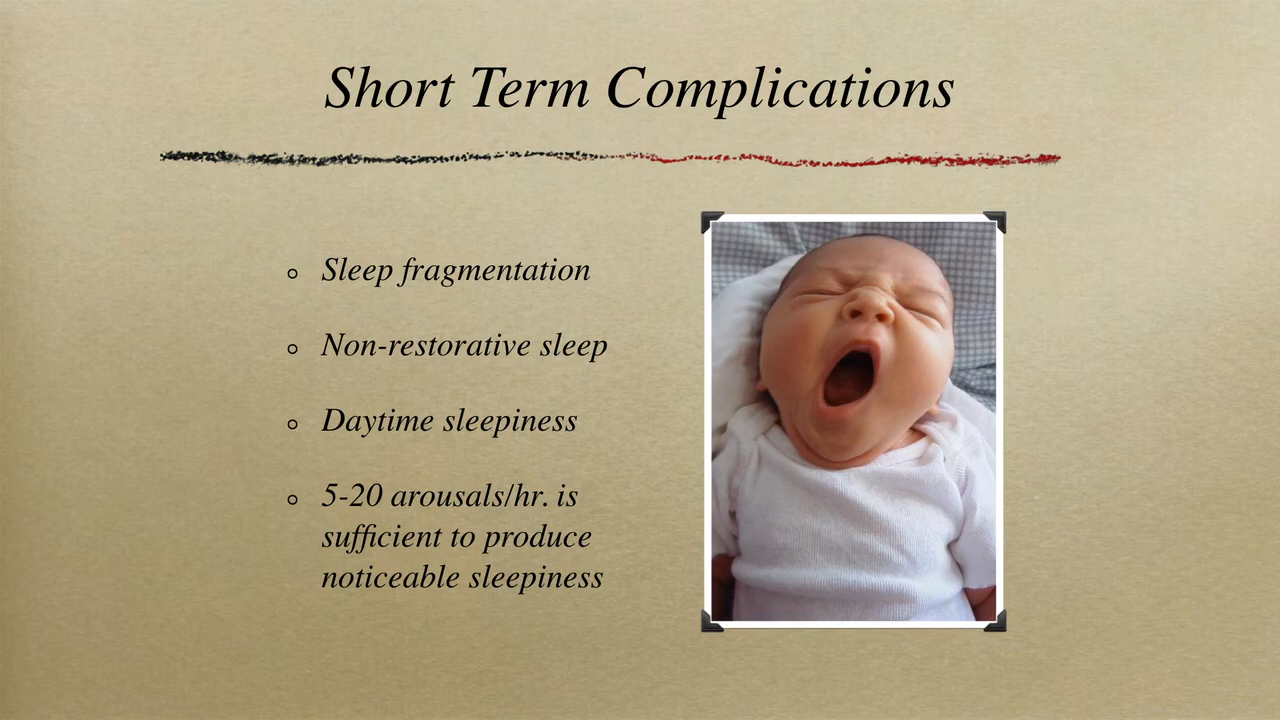 Short Term Complications
Sleep fragmentation
Non-restorative sleep
Daytime sleepiness
5-20 arousals/hr. is
sufficient to produce
noticeable sleepiness